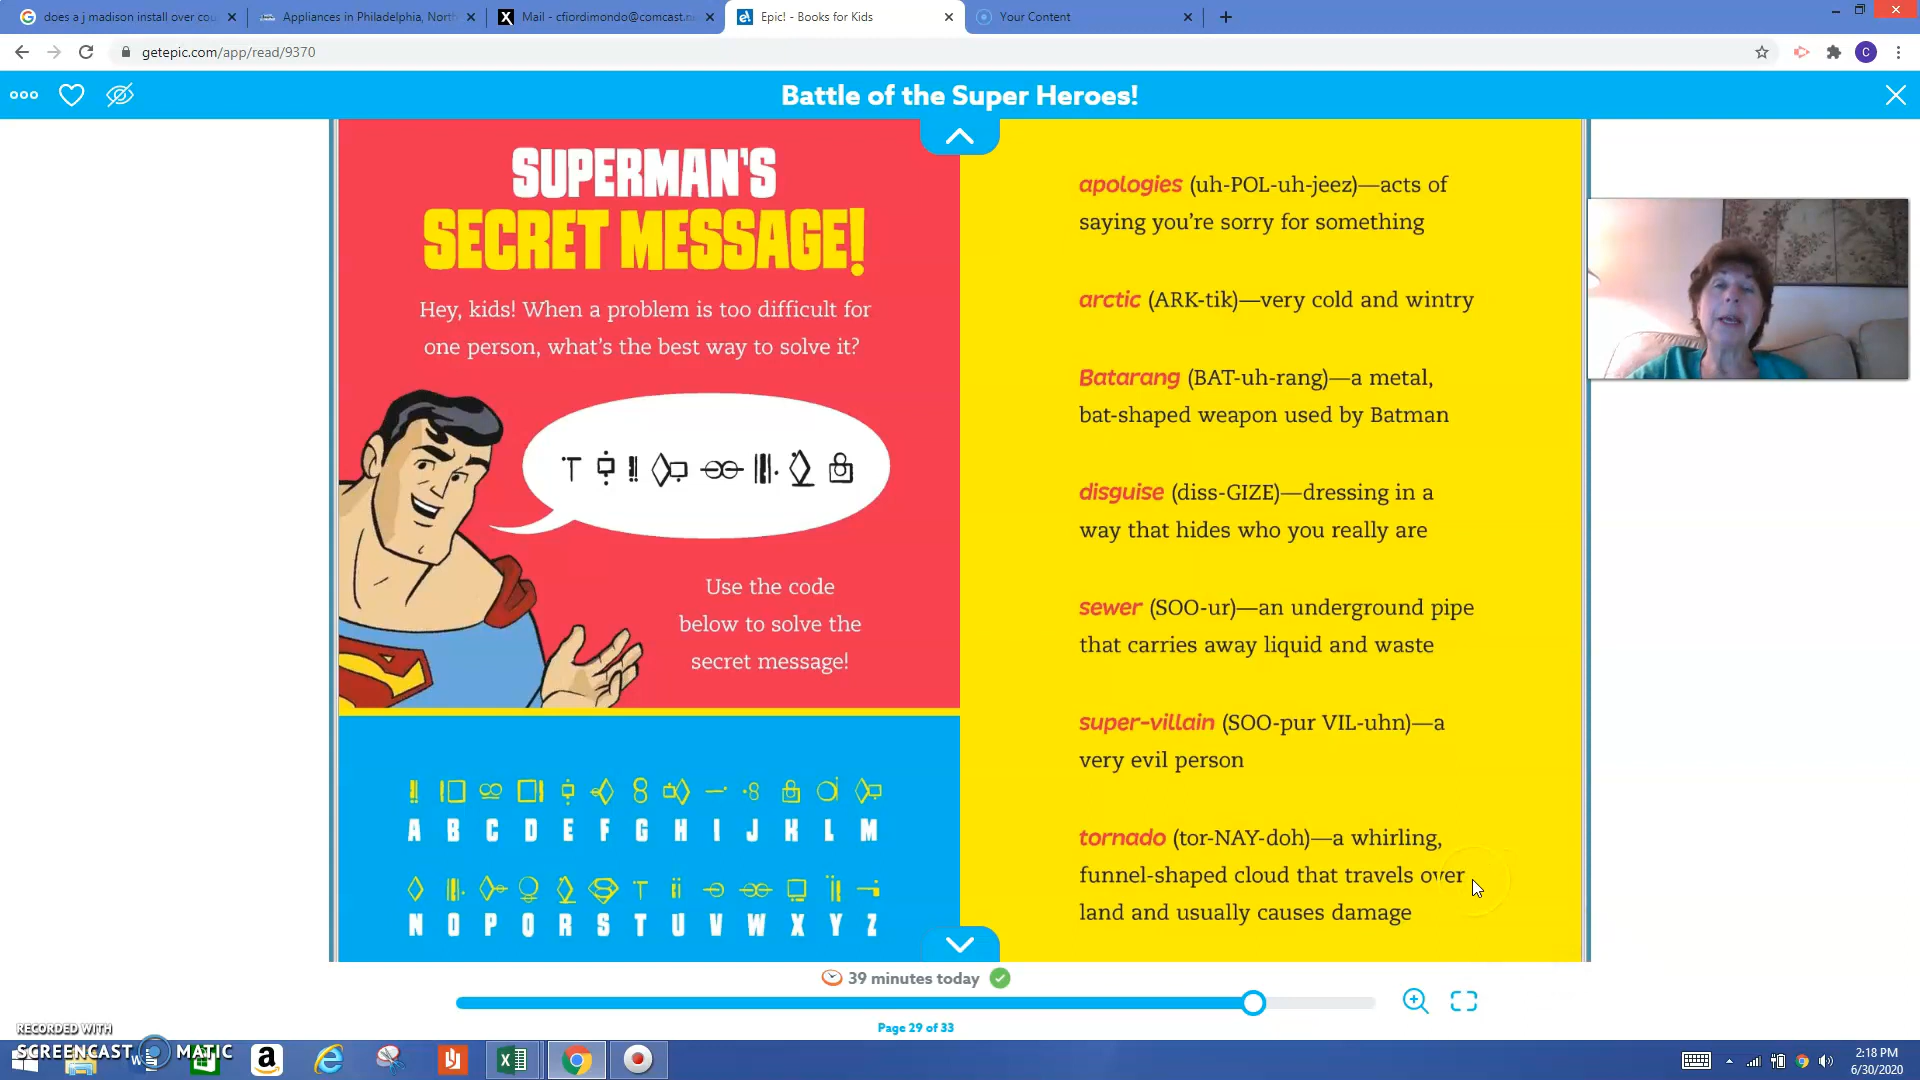 does a j madison install over cou
Appliances in Philadelphia, North
Mail - cfiordimondo@comcast.ne
Epic! - Books for Kids
Your Content
getepic.com/app/read/9370
C
Battle of the Super Heroes!
SUPERMAN'S
SECRET MESSAGE!
Hey, kids! When a problem is too difficult for
one person, what's the best way to solve it?
Use the code
below to solve the
secret message!
A B C D E F G H I J K L M
N O P Q R S T U V W X Y Z
apologies (uh-POL-uh-jeez)—acts of
saying you're sorry for something
arctic (ARK-tik)—very cold and wintry
Batarang (BAT-uh-rang)—a metal,
bat-shaped weapon used by Batman
disguise (diss-GIZE)—dressing in a
way that hides who you really are
sewer (SOO-ur)—an underground pipe
that carries away liquid and waste
super-villain (SOO-pur VIL-uhn)—a
very evil person
tornado (tor-NAY-doh)—a whirling,
funnel-shaped cloud that travels over
land and usually causes damage
39 minutes today
Page 29 of 33
RECORDED WITH
SCREENCAST MATIC
2:18 PM
6/30/2020